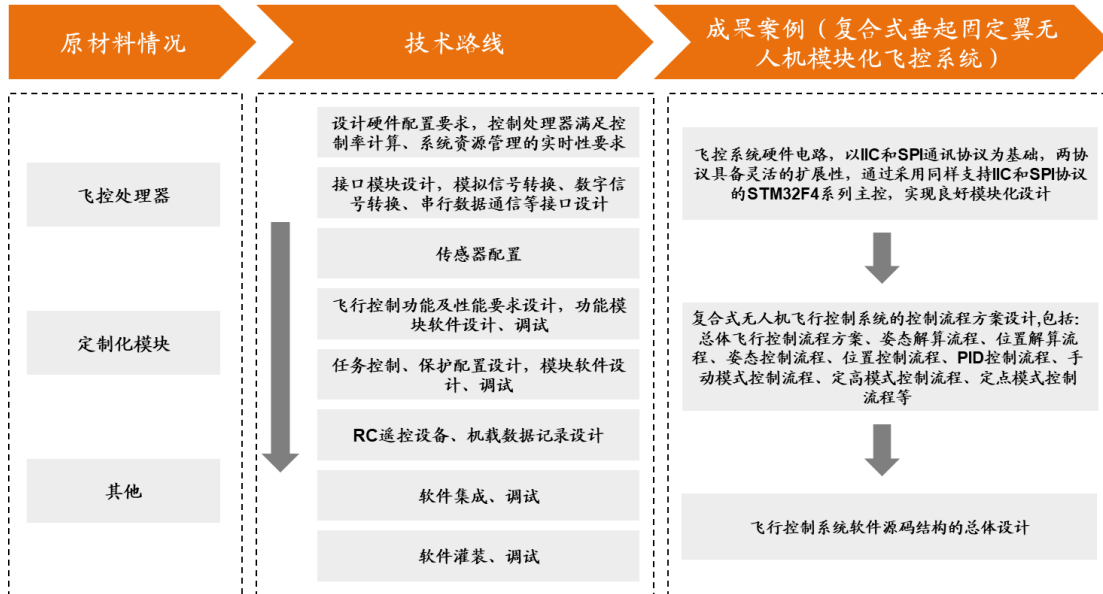 原材料情况
技术路线
成果案例（复合式垂起固定翼无
人机模块化飞控系统）
飞控处理器
定制化模块
其他
设计硬件配置要求，控制处理器满足控
制率计算、系统资源管理的实时性要求
接口模块设计，模拟信号转换、数字信
号转换、串行数据通信等接口设计
传感器配置
飞行控制功能及性能要求设计，功能模
块软件设计、调试
任务控制、保护配置设计，模块软件设
计、调试
RC遥控设备、机载数据记录设计
软件集成、调试
软件灌装、调试
飞控系统硬件电路，以IIC和SPI通讯协议为基础，两协
议具备灵活的扩展性，通过采用同样支持IIC和SPI协议
的STM32F4系列主控，实现良好模块化设计
复合式无人机飞行控制系统的控制流程方案设计,包括:
总体飞行控制流程方案、姿态解算流程、位置解算流
程、姿态控制流程、位置控制流程、PID控制流程、手
动模式控制流程、定高模式控制流程、定点模式控制
流程等
飞行控制系统软件源码结构的总体设计